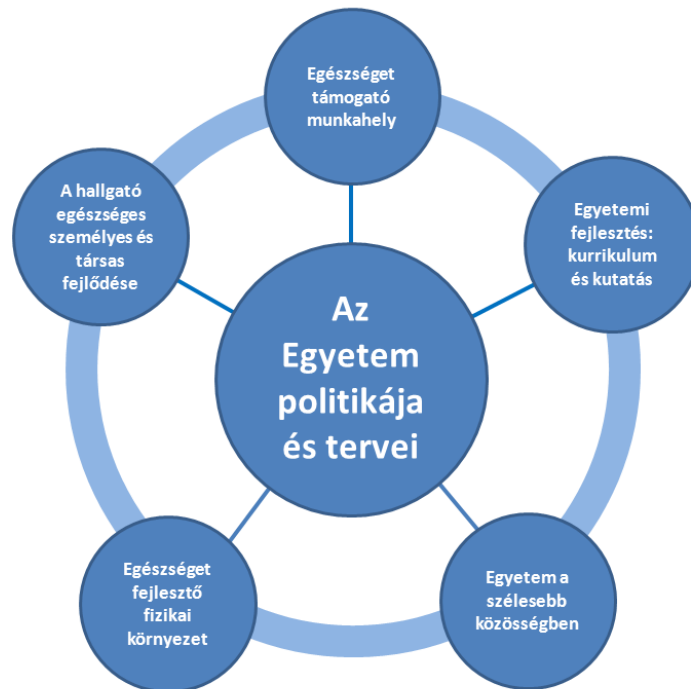 Egészséget
támogató
munkahely
A hallgató
egészséges
személyes és
társas
fejlődése
Egyetemi
fejlesztés:
kurrikulum
és kutatás
Az
Egyetem
politikája
és tervei
Egészséget
fejlesztő
fizikai
környezet
Egyetem a
szélesebb
közösségben